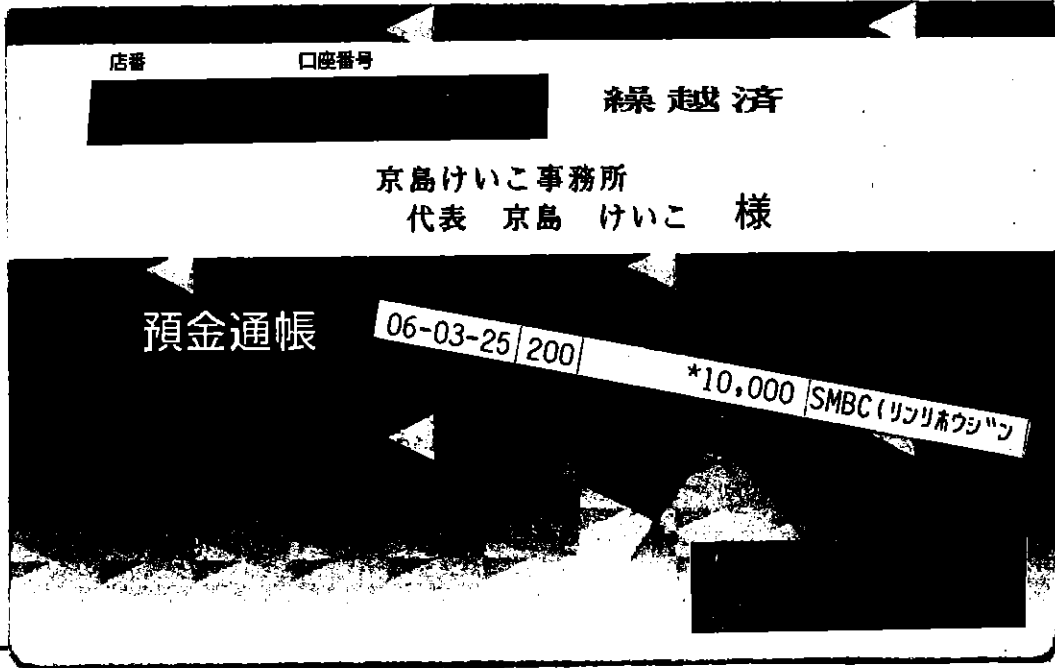 店番 口座番号
繰越済
京島けいこ事務所
代表 京島 けいこ 様
預金通帳
06-03-25 200 *10,000 SMBC(リンリホウジン